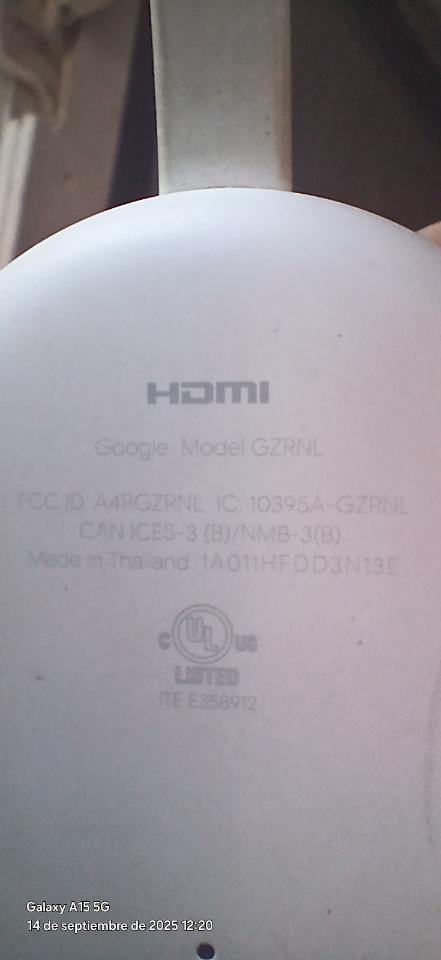 HDMI
Google Model GZRNL
FCC ID: A4RGZRNL IC: 10395A-GZRNL
CAN ICES-3 (B)/NMB-3(B)
Made in Thailand 1A011HFDD3N13E
C UL US
LISTED
ITE E358912
Galaxy A15 5G
14 de septiembre de 2025 12:20